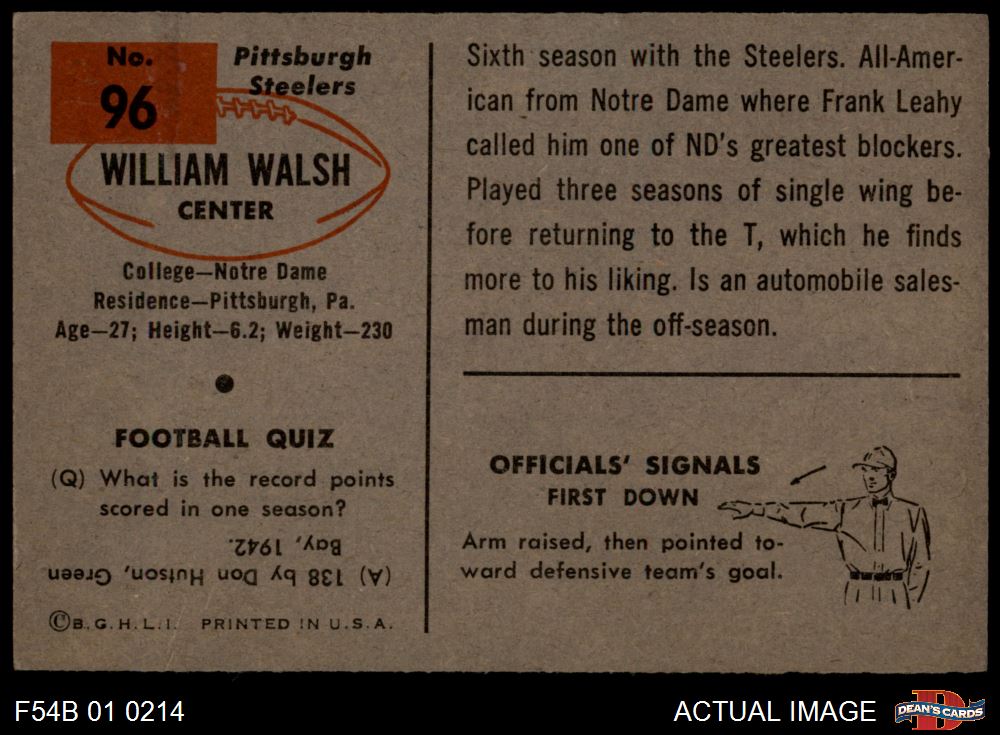 No.
96
Pittsburgh
Steelers
WILLIAM WALSH
CENTER
College—Notre Dame
Residence—Pittsburgh, Pa.
Age—27; Height—6.2; Weight—230
FOOTBALL QUIZ
(Q) What is the record points
scored in one season?
(A) 138 by Don Hutson, Green
Bay, 1942.
©B.G.H.L.I. PRINTED IN U.S.A.
Sixth season with the Steelers. All-Amer-
ican from Notre Dame where Frank Leahy
called him one of ND's greatest blockers.
Played three seasons of single wing be-
fore returning to the T, which he finds
more to his liking. Is an automobile sales-
man during the off-season.
OFFICIALS' SIGNALS
FIRST DOWN
Arm raised, then pointed to-
ward defensive team's goal.
F54B 01 0214
ACTUAL IMAGE
D
DEAN'S CARDS